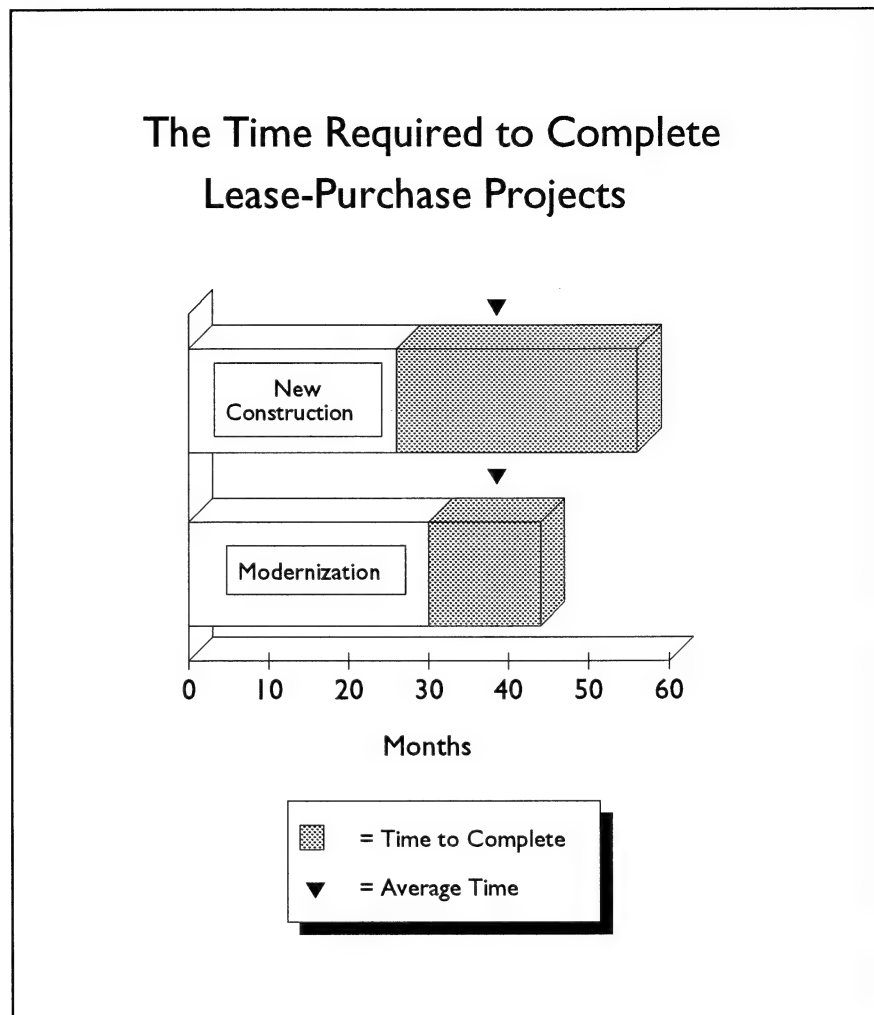 The Time Required to Complete
Lease-Purchase Projects
New
Construction
Modernization
0 10 20 30 40 50 60
Months
= Time to Complete
= Average Time